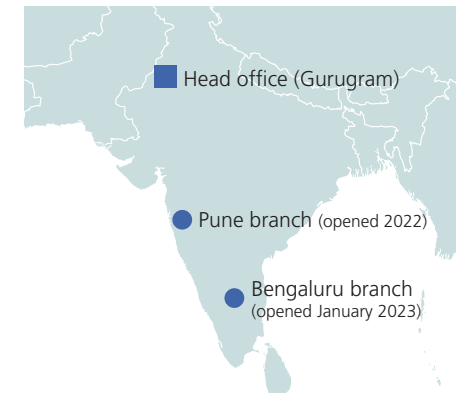 Head office (Gurugram)
Pune branch (opened 2022)
Bengaluru branch
(opened January 2023)